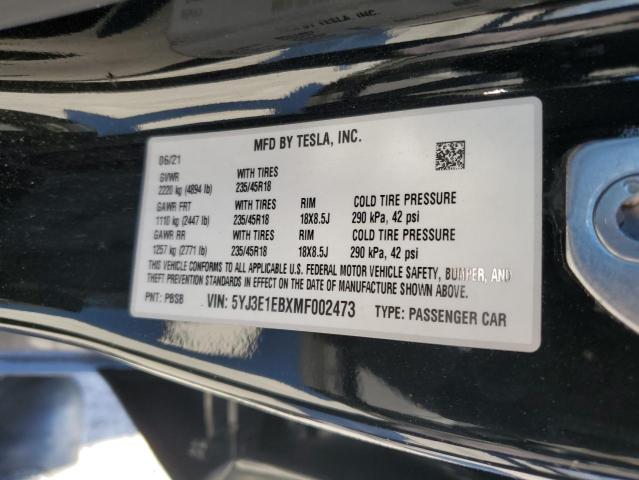 BY TESLA, INC.
MFD BY TESLA, INC.
06/21
GVWR WITH TIRES
2220 kg (4894 lb) 235/45R18
GAWR FRT WITH TIRES RIM COLD TIRE PRESSURE
1110 kg (2447 lb) 235/45R18 18X8.5J 290 kPa, 42 psi
GAWR RR WITH TIRES RIM COLD TIRE PRESSURE
1257 kg (2771 lb) 235/45R18 18X8.5J 290 kPa, 42 psi
THIS VEHICLE CONFORMS TO ALL APPLICABLE U.S. FEDERAL MOTOR VEHICLE SAFETY, BUMPER, AND
THEFT PREVENTION STANDARDS IN EFFECT ON THE DATE OF MANUFACTURE SHOWN ABOVE.
PNT: PBSB VIN: 5YJ3E1EBXMF002473 TYPE: PASSENGER CAR